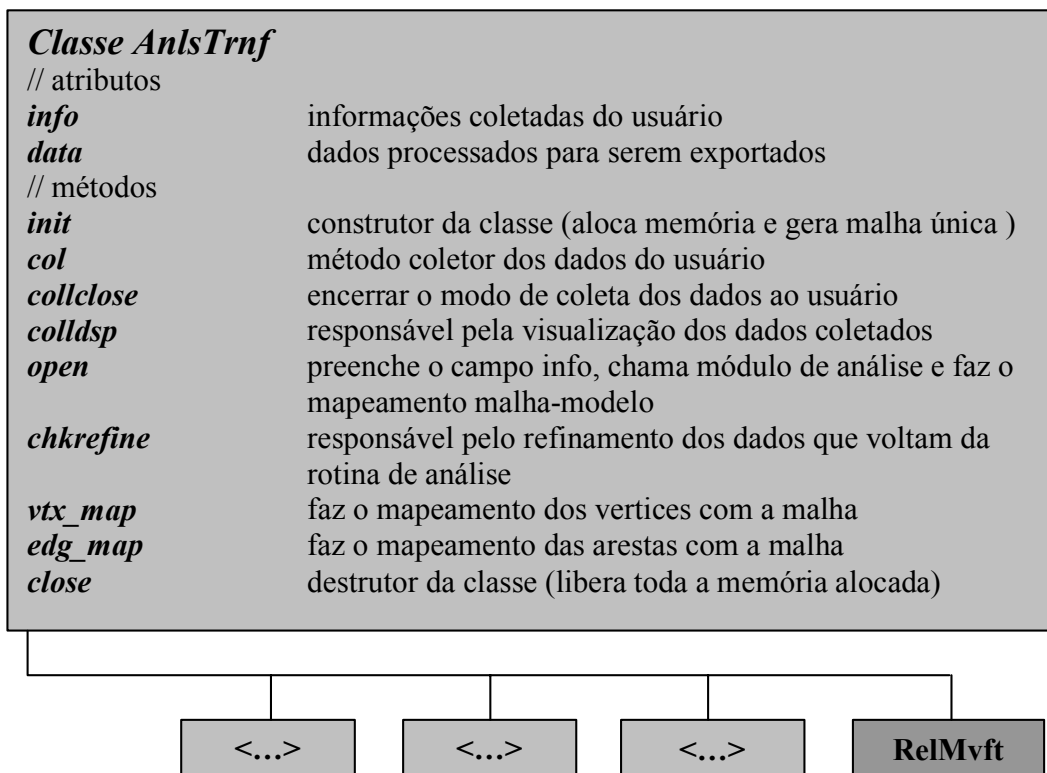 Classe AnlsTrnf
// atributos
info informações coletadas do usuário
data dados processados para serem exportados
// métodos
init construtor da classe (aloca memória e gera malha única )
col método coletor dos dados do usuário
collclose encerrar o modo de coleta dos dados ao usuário
colldsp responsável pela visualização dos dados coletados
open preenche o campo info, chama módulo de análise e faz o
mapeamento malha-modelo
chkrefine responsável pelo refinamento dos dados que voltam da
rotina de análise
vtx_map faz o mapeamento dos vertices com a malha
edg_map faz o mapeamento das arestas com a malha
close destrutor da classe (libera toda a memória alocada)
<...> <...> <...> RelMvft